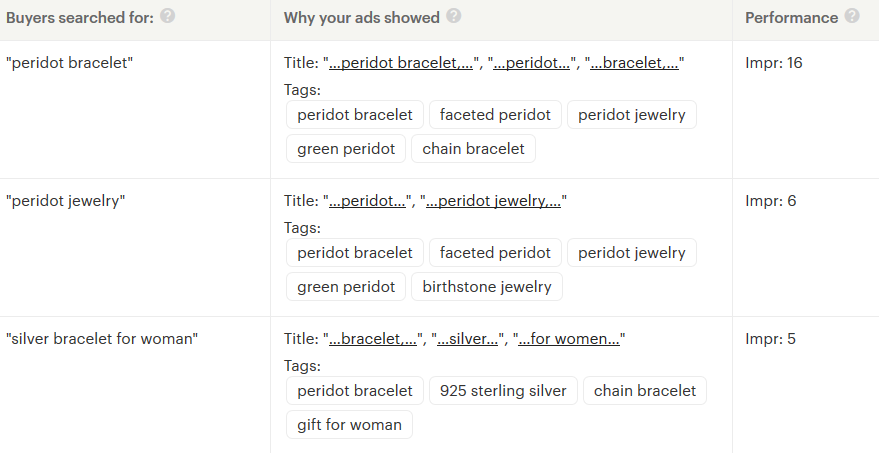 Buyers searched for: ? Why your ads showed ? Performance ?
"peridot bracelet" Title: "...peridot bracelet,...", "...peridot...", "...bracelet,..." Impr: 16
Tags:
peridot bracelet faceted peridot peridot jewelry
green peridot chain bracelet
"peridot jewelry" Title: "...peridot...", "...peridot jewelry,..." Impr: 6
Tags:
peridot bracelet faceted peridot peridot jewelry
green peridot birthstone jewelry
"silver bracelet for woman" Title: "...bracelet,...", "...silver...", "...for women..." Impr: 5
Tags:
peridot bracelet 925 sterling silver chain bracelet
gift for woman